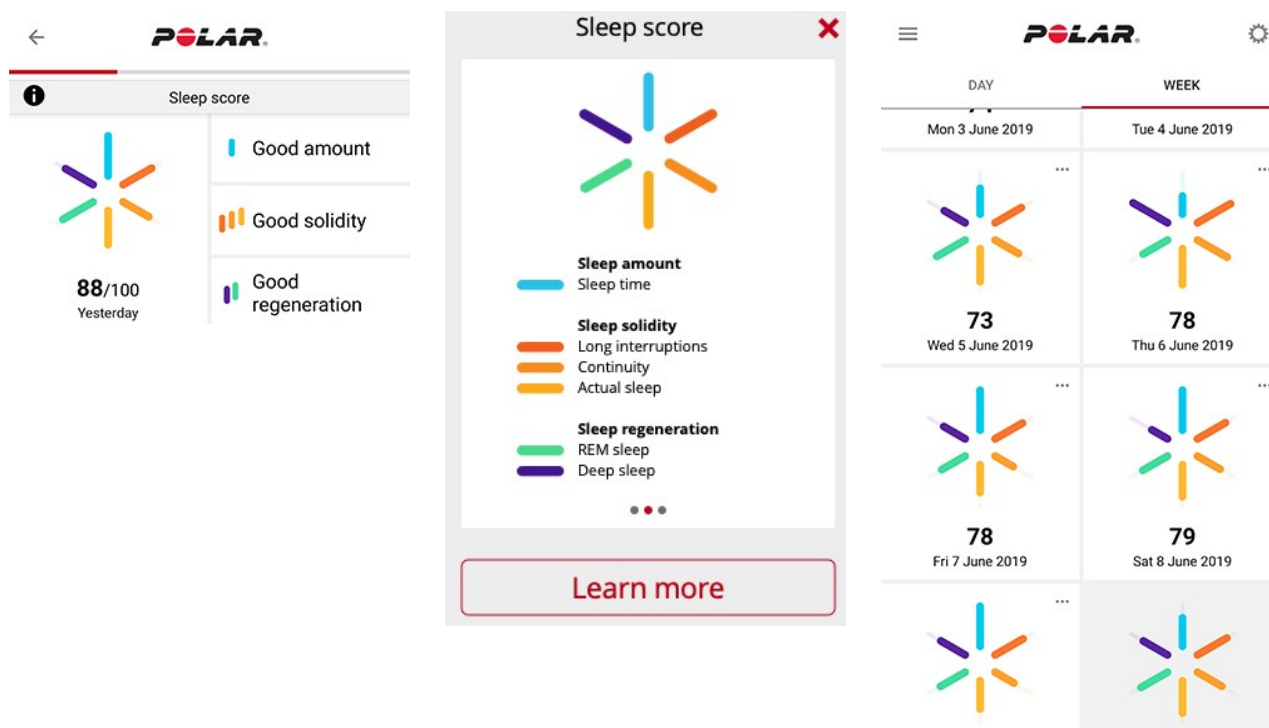 POLAR.
Sleep score
Good amount
Good solidity
Good
regeneration
88/100
Yesterday
Sleep score
Sleep amount
Sleep time
Sleep solidity
Long interruptions
Continuity
Actual sleep
Sleep regeneration
REM sleep
Deep sleep
Learn more
POLAR.
DAY WEEK
Mon 3 June 2019 Tue 4 June 2019
73 78
Wed 5 June 2019 Thu 6 June 2019
78 79
Fri 7 June 2019 Sat 8 June 2019